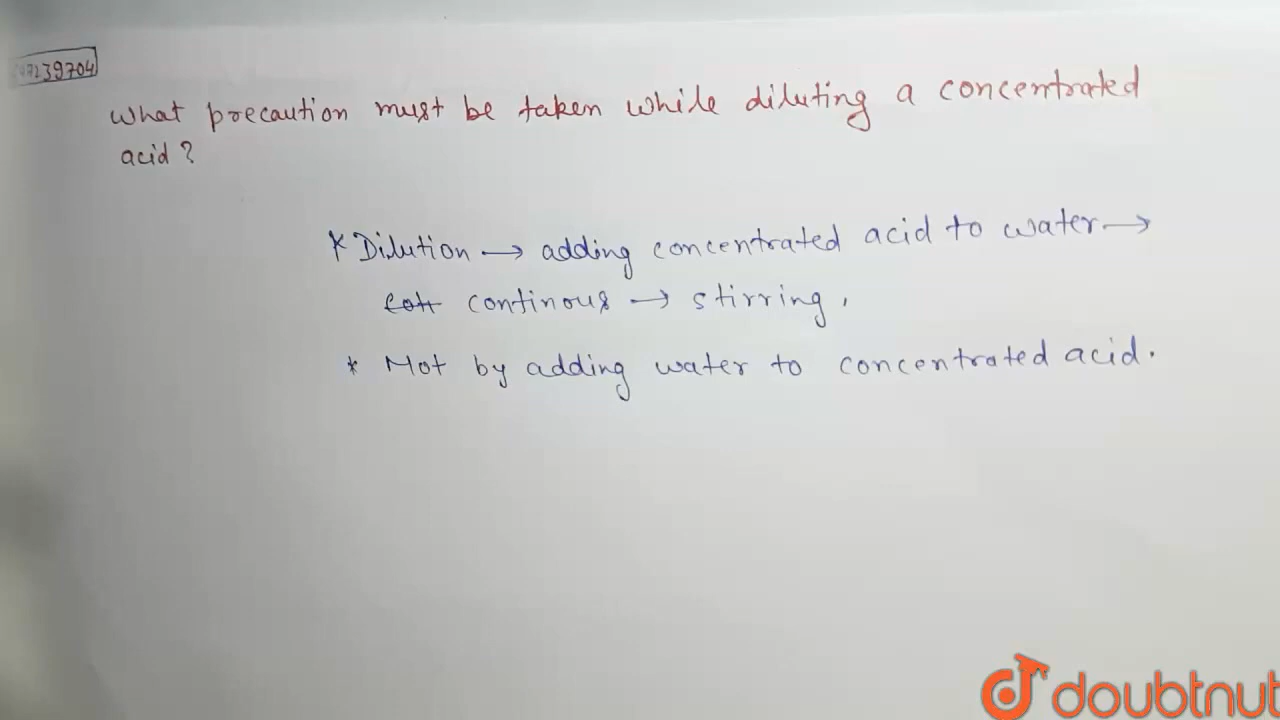 39704
What precaution must be taken while diluting a concentrated
acid?
* Dilution → adding concentrated acid to water →
continous → stirring.
* Not by adding water to concentrated acid.
doubtnut